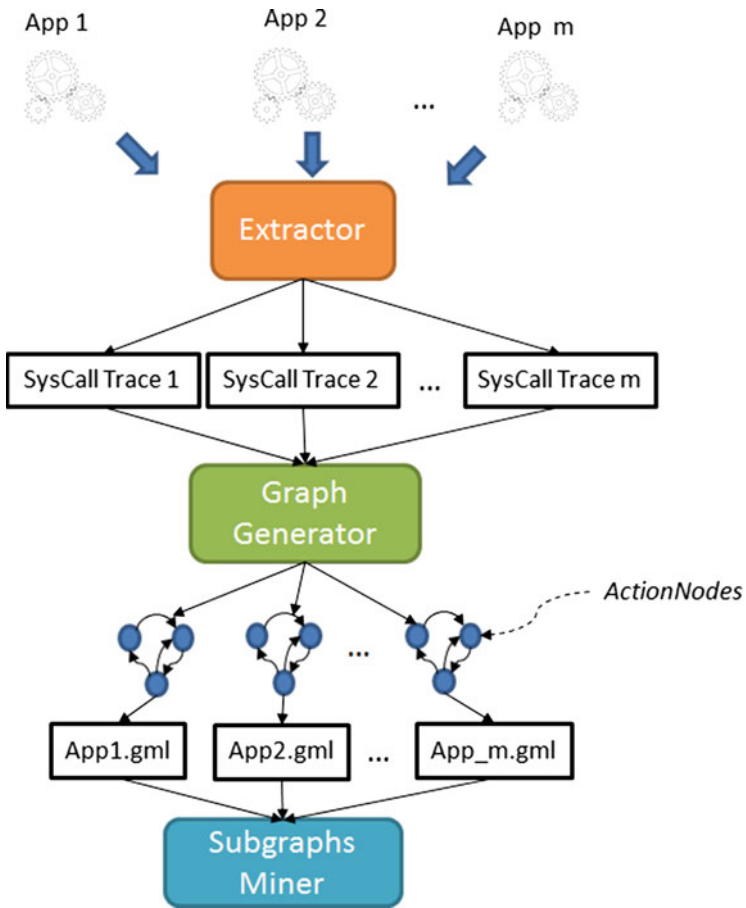 App 1
App 2
App m
...
Extractor
SysCall Trace 1
SysCall Trace 2
...
SysCall Trace m
Graph
Generator
ActionNodes
...
App1.gml
App2.gml
...
App_m.gml
Subgraphs
Miner